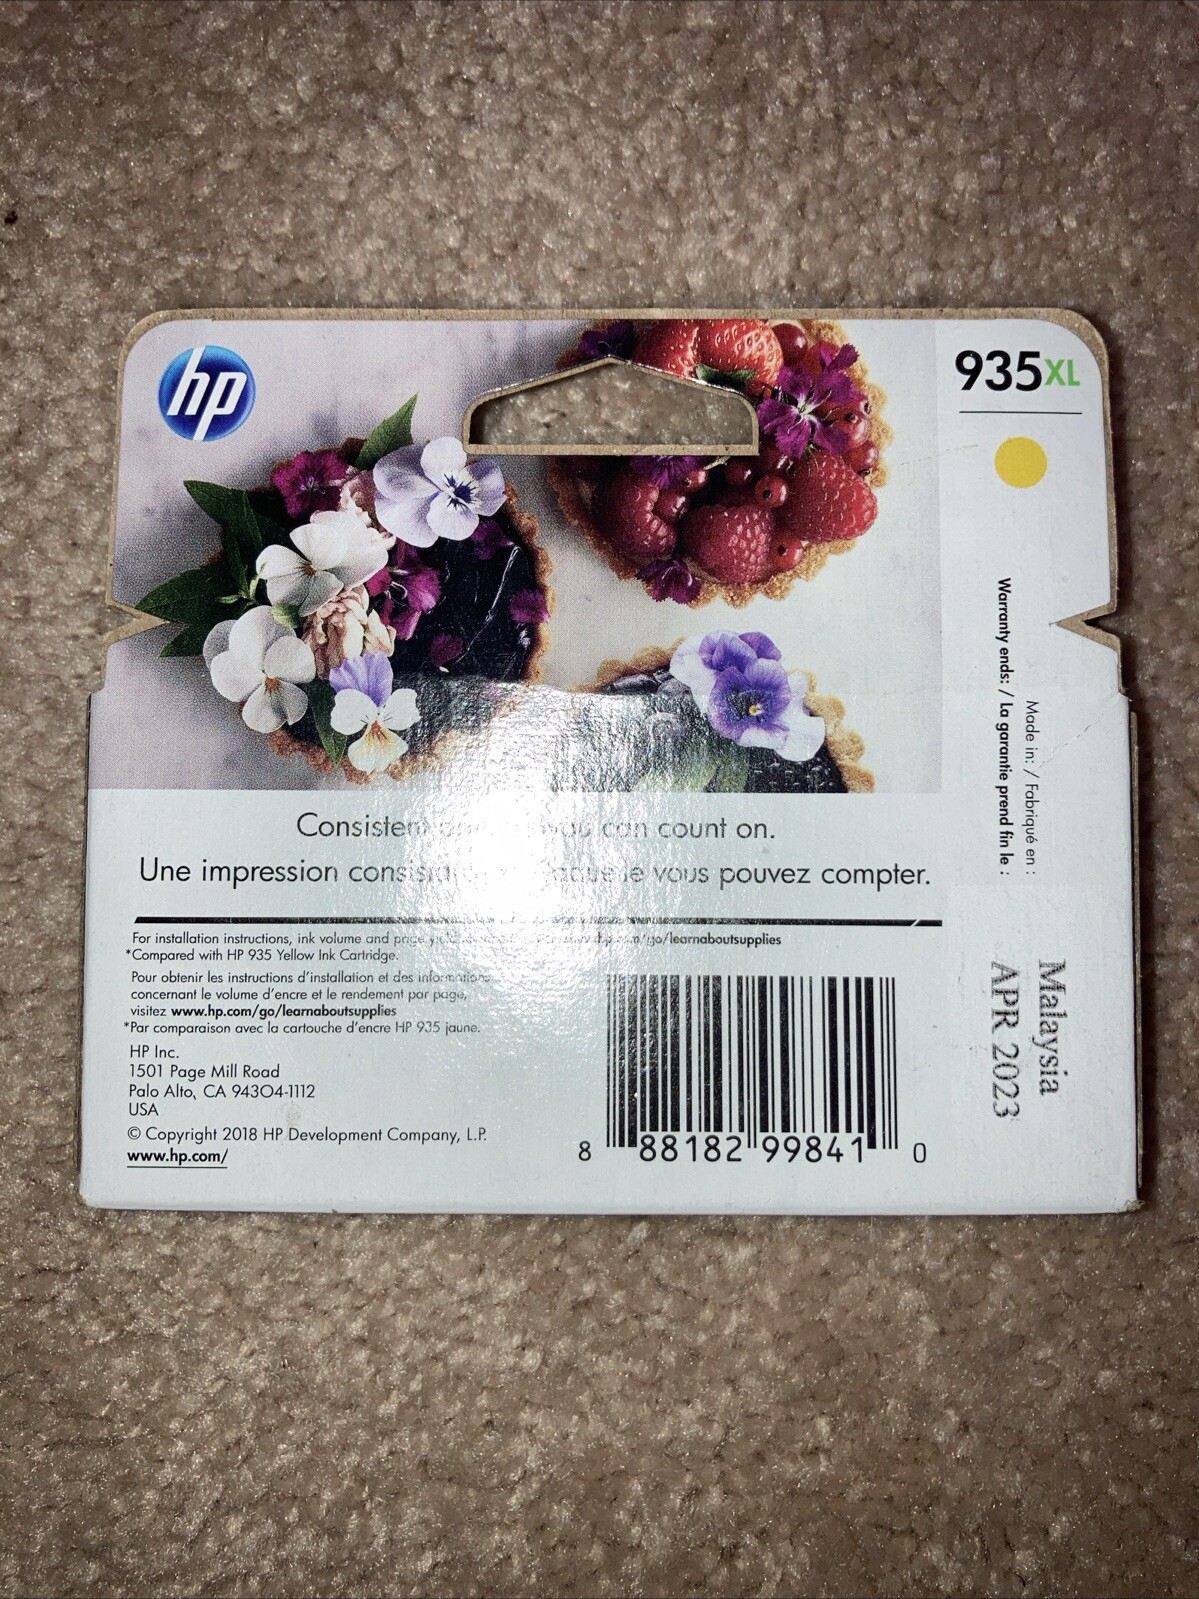 hp
935XL
Warranty ends: / La garantie prend fin le :
Made in: / Fabriqué en :
Malaysia
APR 2023
Consistent you can count on.
Une impression laquelle vous pouvez compter.
For installation instructions, ink volume and page hp.com/go/learnaboutsupplies
*Compared with HP 935 Yellow Ink Cartridge.
Pour obtenir les instructions d'installation et des informations
concernant le volume d'encre et le rendement par page,
visitez www.hp.com/go/learnaboutsupplies
*Par comparaison avec la cartouche d'encre HP 935 jaune.
HP Inc.
1501 Page Mill Road
Palo Alto, CA 94304-1112
USA
© Copyright 2018 HP Development Company, L.P.
www.hp.com/
8 88182 99841 0